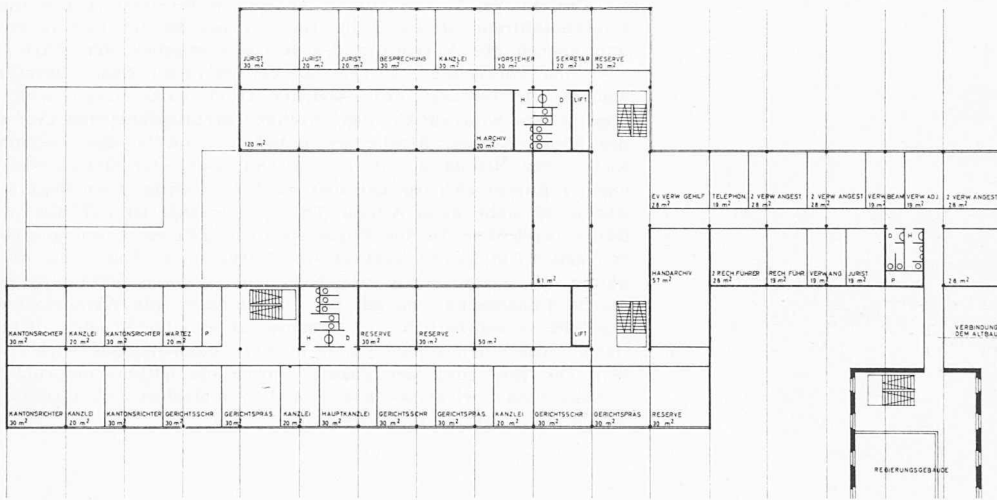 JURIST JURIST JURIST BESPRECHUNG KANZLEI VORSTEHER SEKRETÄR RESERVE
30 m² 20 m² 20 m² 30 m² 30 m² 30 m² 20 m² 30 m²
H D LIFT
120 m²
H. ARCHIV
20 m²
EV VERW GEHILF TELEPHON 2 VERW ANGEST 2 VERW ANGEST VERW BEAM VERW ADJ. 2 VERW ANGEST
28 m² 19 m² 28 m² 28 m² 19 m² 19 m² 28 m²
D H
HANDARCHIV 2 RECH FÜHRER RECH FÜHR VERW ANG JURIST P
57 m² 28 m² 19 m² 19 m² 19 m² 28 m²
81 m²
KANTONSRICHTER KANZLEI KANTONSRICHTER WARTEZ P H D RESERVE RESERVE LIFT
30 m² 20 m² 30 m² 20 m² 30 m² 30 m² 50 m²
VERBINDUNG
DEM ALTBAU
KANTONSRICHTER KANZLEI KANTONSRICHTER GERICHTSSCHR GERICHTSPRÄS. KANZLEI HAUPTKANZLEI GERICHTSSCHR GERICHTSPRÄS. KANZLEI GERICHTSSCHR GERICHTSPRÄS. RESERVE
30 m² 20 m² 30 m² 30 m² 30 m² 20 m² 30 m² 30 m² 30 m² 20 m² 30 m² 30 m² 30 m²
REGIERUNGSGEBÄUDE